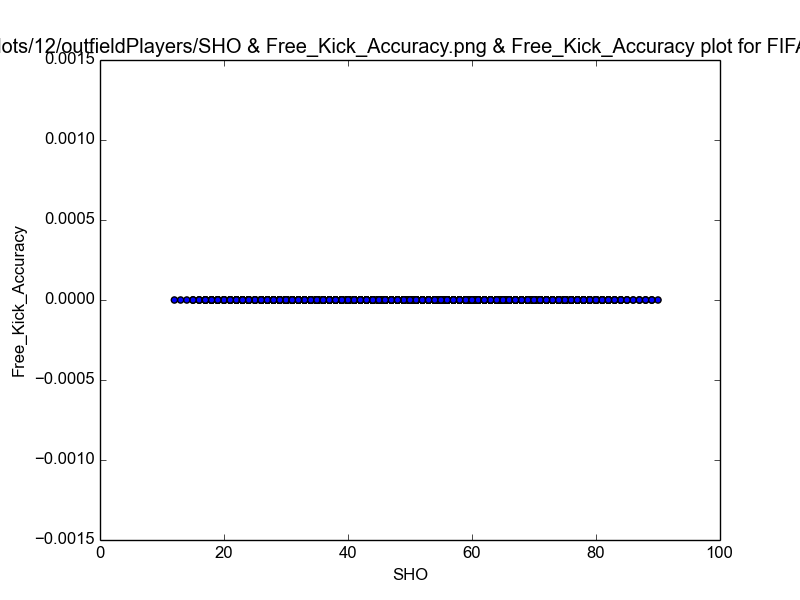 lots/12/outfieldPlayers/SHO & Free_Kick_Accuracy.png & Free_Kick_Accuracy plot for FIFA
0.0015
0.0010
0.0005
0.0000
−0.0005
−0.0010
−0.0015
Free_Kick_Accuracy
0 20 40 60 80 100
SHO